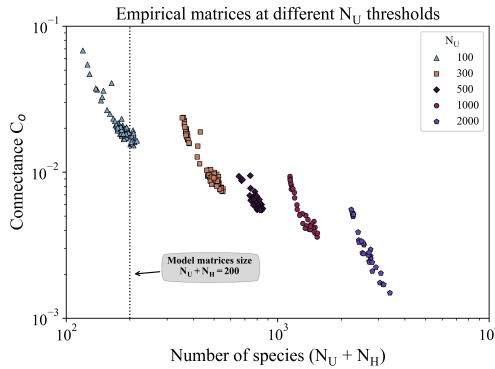 Empirical matrices at different N_U thresholds
10^-1
10^-2
10^-3
Connectance C_o
N_U
100
300
500
1000
2000
Model matrices size
N_U + N_H = 200
10^2
10^3
10^4
Number of species (N_U + N_H)